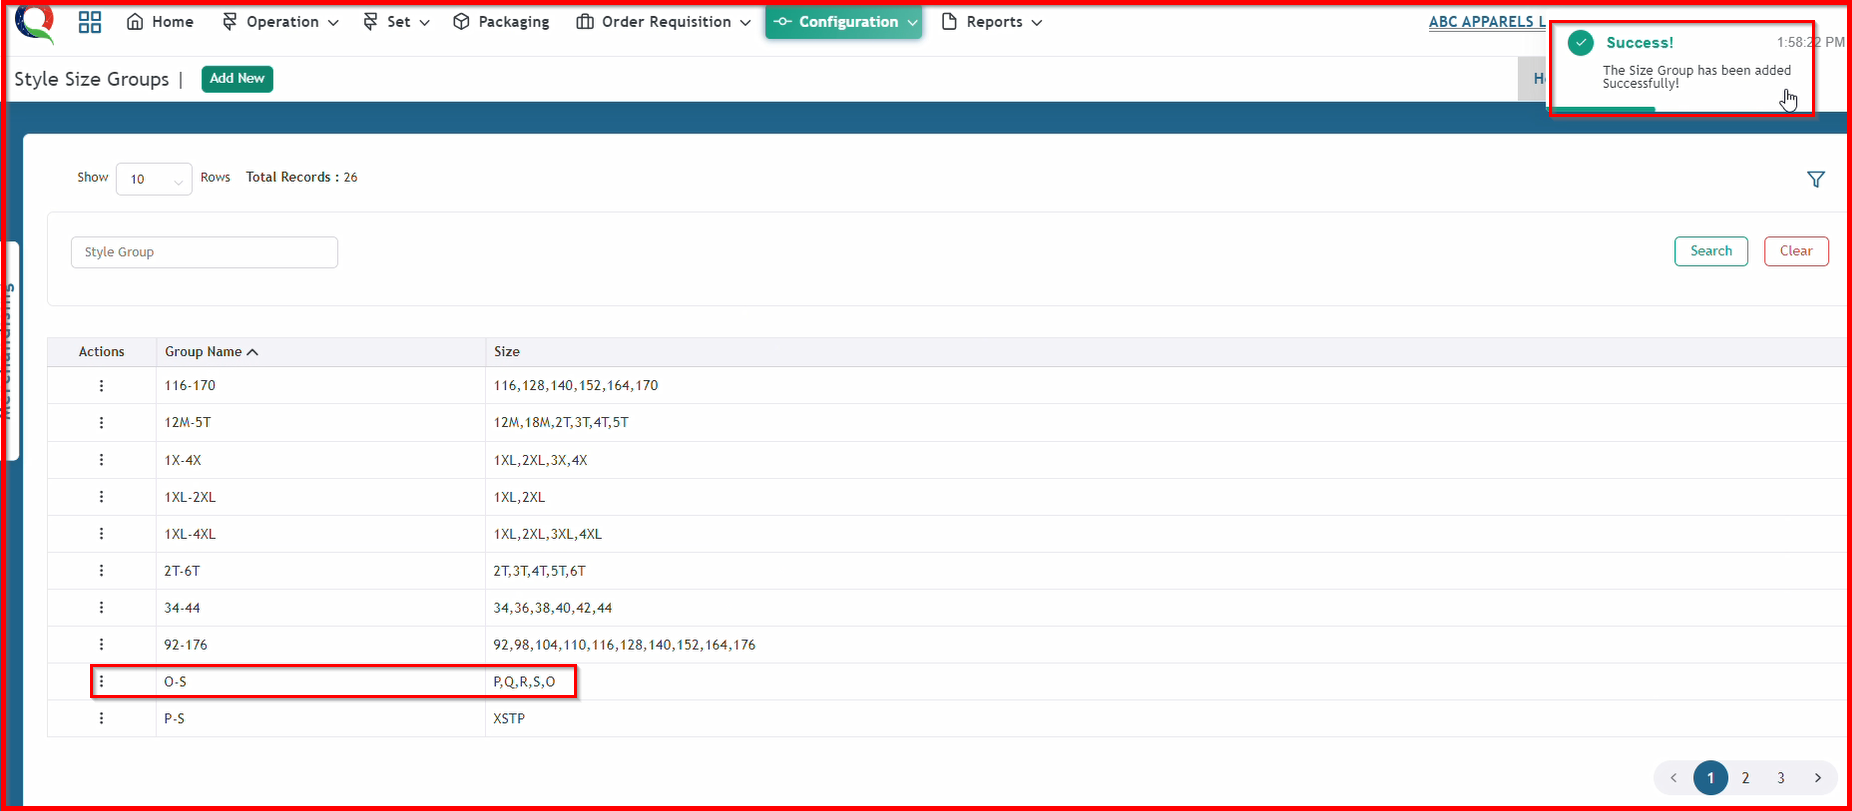 Home Operation Set Packaging Order Requisition Configuration Reports ABC APPARELS L
Success! 1:58:22 PM
The Size Group has been added
Successfully!
Style Size Groups | Add New
Show 10 Rows Total Records : 26
Style Group Search Clear
Merchandising
Actions Group Name Size
116-170 116,128,140,152,164,170
12M-5T 12M,18M,2T,3T,4T,5T
1X-4X 1XL,2XL,3X,4X
1XL-2XL 1XL,2XL
1XL-4XL 1XL,2XL,3XL,4XL
2T-6T 2T,3T,4T,5T,6T
34-44 34,36,38,40,42,44
92-176 92,98,104,110,116,128,140,152,164,176
O-S P,Q,R,S,O
P-S XSTP
1 2 3